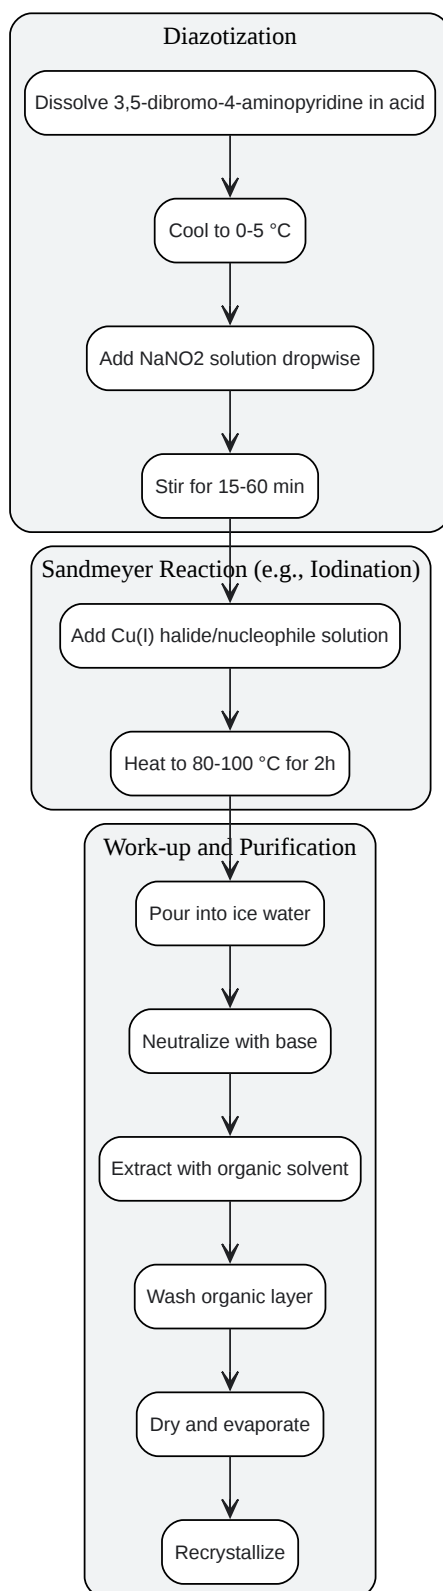 Diazotization
Dissolve 3,5-dibromo-4-aminopyridine in acid
Cool to 0-5 °C
Add NaNO2 solution dropwise
Stir for 15-60 min
Sandmeyer Reaction (e.g., Iodination)
Add Cu(I) halide/nucleophile solution
Heat to 80-100 °C for 2h
Work-up and Purification
Pour into ice water
Neutralize with base
Extract with organic solvent
Wash organic layer
Dry and evaporate
Recrystallize